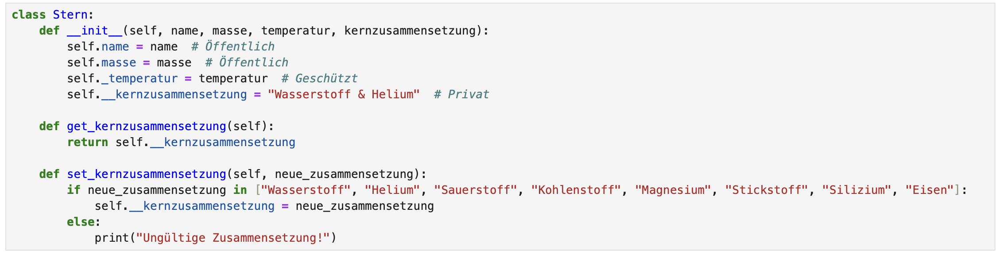 class Stern:
    def __init__(self, name, masse, temperatur, kernzusammensetzung):
        self.name = name  # Öffentlich
        self.masse = masse  # Öffentlich
        self._temperatur = temperatur  # Geschützt
        self.__kernzusammensetzung = "Wasserstoff & Helium"  # Privat

    def get_kernzusammensetzung(self):
        return self.__kernzusammensetzung

    def set_kernzusammensetzung(self, neue_zusammensetzung):
        if neue_zusammensetzung in ["Wasserstoff", "Helium", "Sauerstoff", "Kohlenstoff", "Magnesium", "Stickstoff", "Silizium", "Eisen"]:
            self.__kernzusammensetzung = neue_zusammensetzung
        else:
            print("Ungültige Zusammensetzung!")